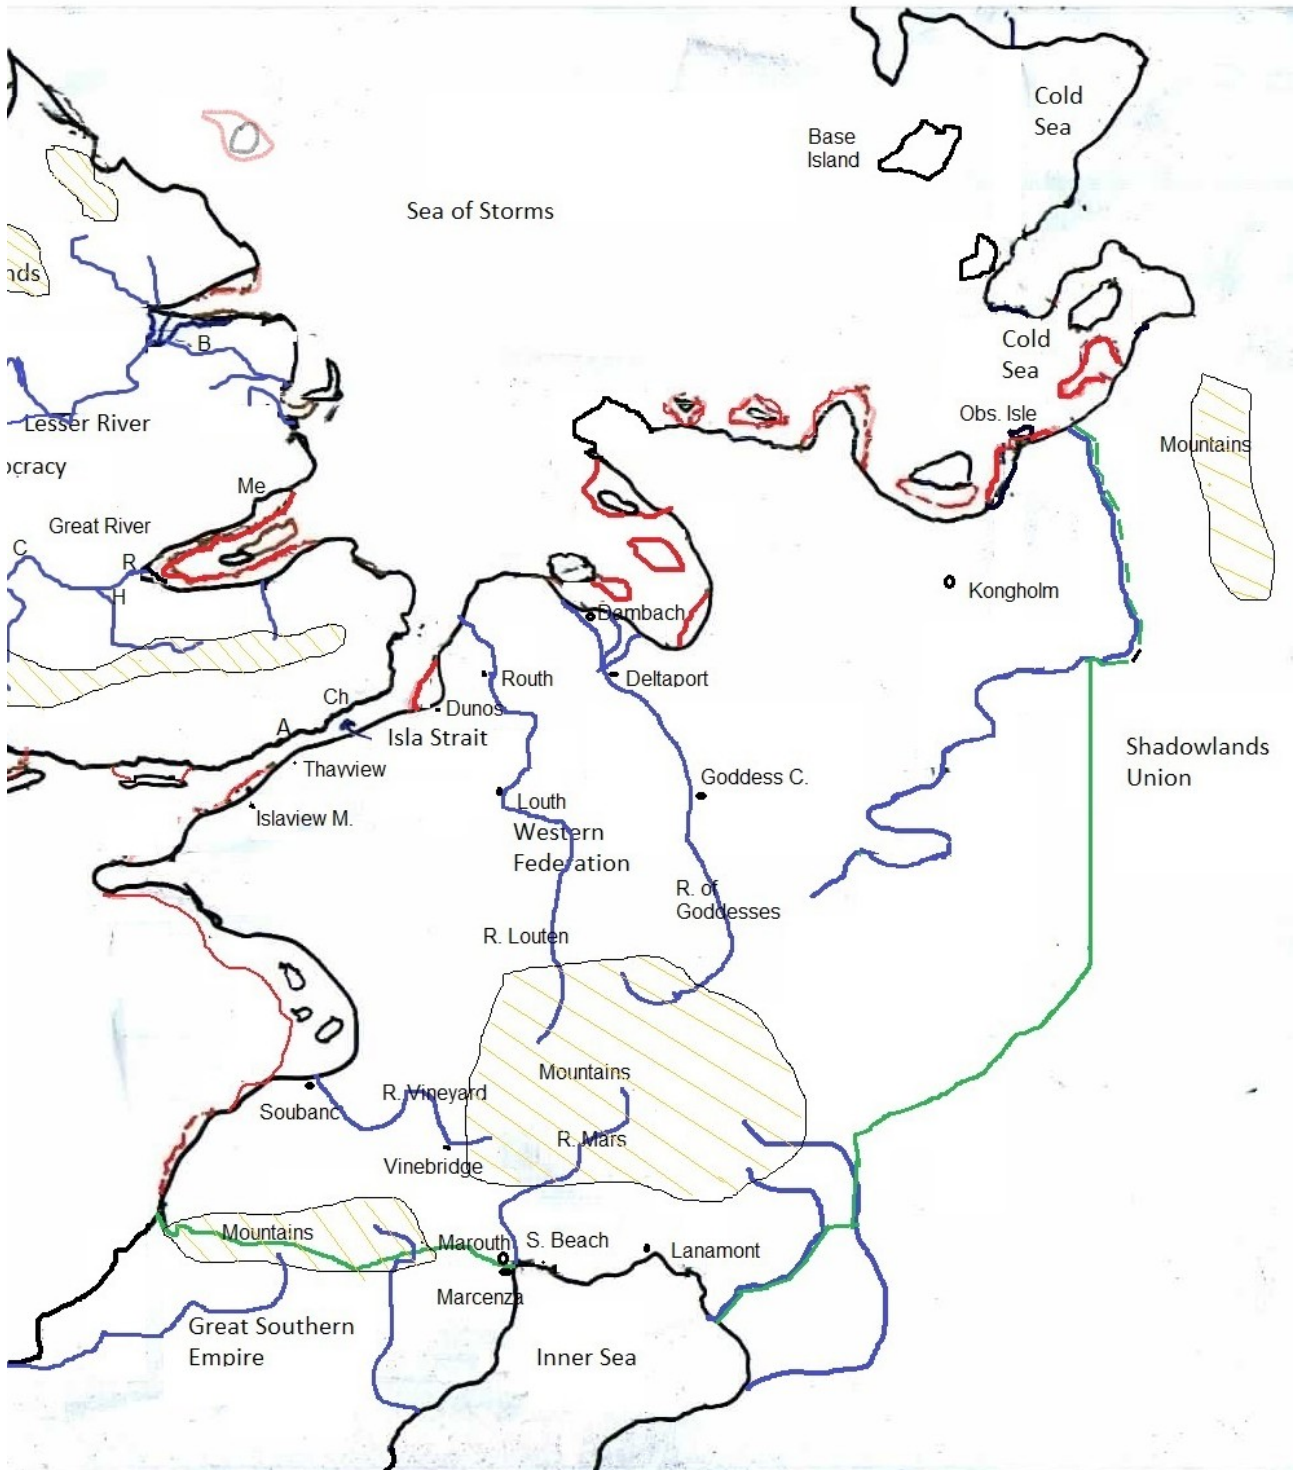 Cold
Sea
Base
Island
Sea of Storms
nds
B
Cold
Sea
Obs. Isle
Lesser River
Mountains
ocracy
Me
Great River
C
R
H
Kongholm
Dambach
Routh
Deltaport
Ch
Dunos
A
Isla Strait
Shadowlands
Union
Thayview
Goddess C.
Louth
Islaview M.
Western
Federation
R. of
Goddesses
R. Louten
Mountains
R. Vineyard
Soubanc
R. Mars
Vinebridge
Mountains
Marouth
S. Beach
Lanamont
Marcenza
Great Southern
Empire
Inner Sea